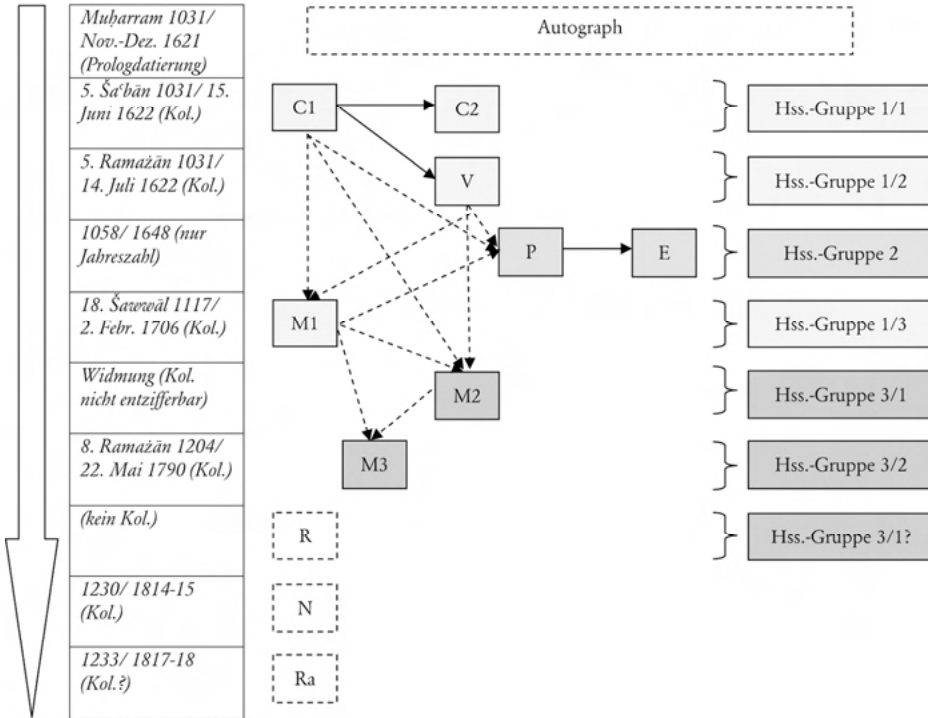 Muḥarram 1031/
Nov.-Dez. 1621
(Prologdatierung)
Autograph
5. Šaʿbān 1031/ 15.
Juni 1622 (Kol.)
C1
C2
Hss.-Gruppe 1/1
5. Ramażān 1031/
14. Juli 1622 (Kol.)
V
Hss.-Gruppe 1/2
1058/ 1648 (nur
Jahreszahl)
P
E
Hss.-Gruppe 2
18. Šawwāl 1117/
2. Febr. 1706 (Kol.)
M1
Hss.-Gruppe 1/3
Widmung (Kol.
nicht entzifferbar)
M2
Hss.-Gruppe 3/1
8. Ramażān 1204/
22. Mai 1790 (Kol.)
M3
Hss.-Gruppe 3/2
(kein Kol.)
R
Hss.-Gruppe 3/1?
1230/ 1814-15
(Kol.)
N
1233/ 1817-18
(Kol.?)
Ra